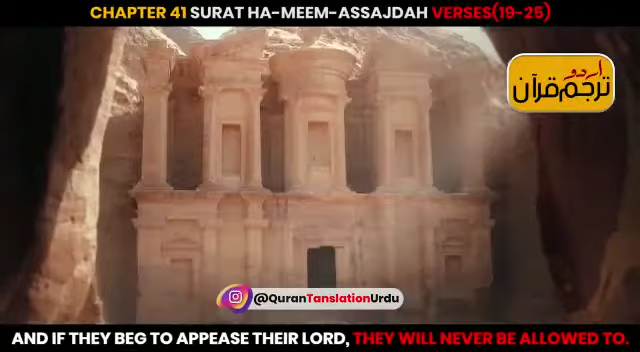 CHAPTER 41 SURAT HA-MEEM-ASSAJDAH VERSES(19-25)
اردو
ترجمہ قرآن
@QuranTanslationUrdu
AND IF THEY BEG TO APPEASE THEIR LORD, THEY WILL NEVER BE ALLOWED TO.